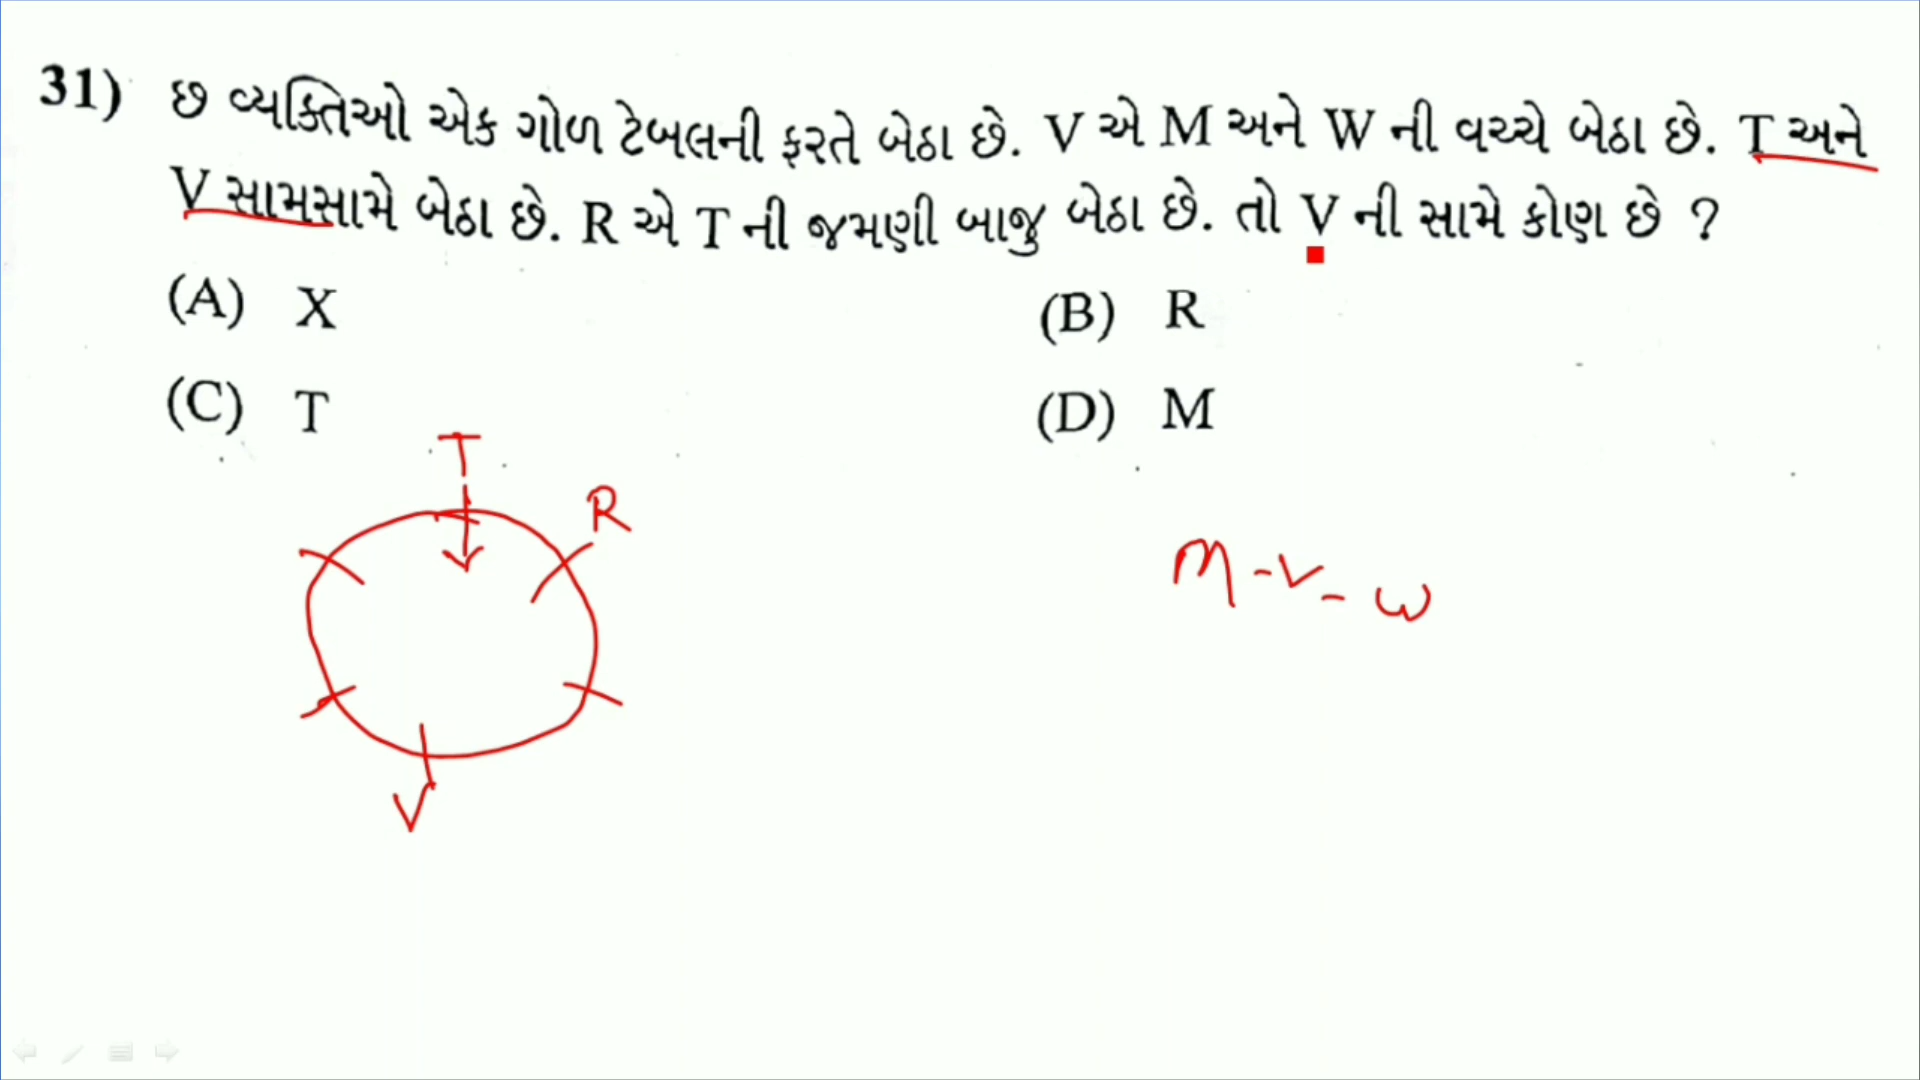 31) છ વ્યક્તિઓ એક ગોળ ટેબલની ફરતે બેઠા છે. V એ M અને W ની વચ્ચે બેઠા છે. T અને
V સામસામે બેઠા છે. R એ T ની જમણી બાજુ બેઠા છે. તો V ની સામે કોણ છે ?
(A) X (B) R
(C) T (D) M
T
R
M - V - W
V